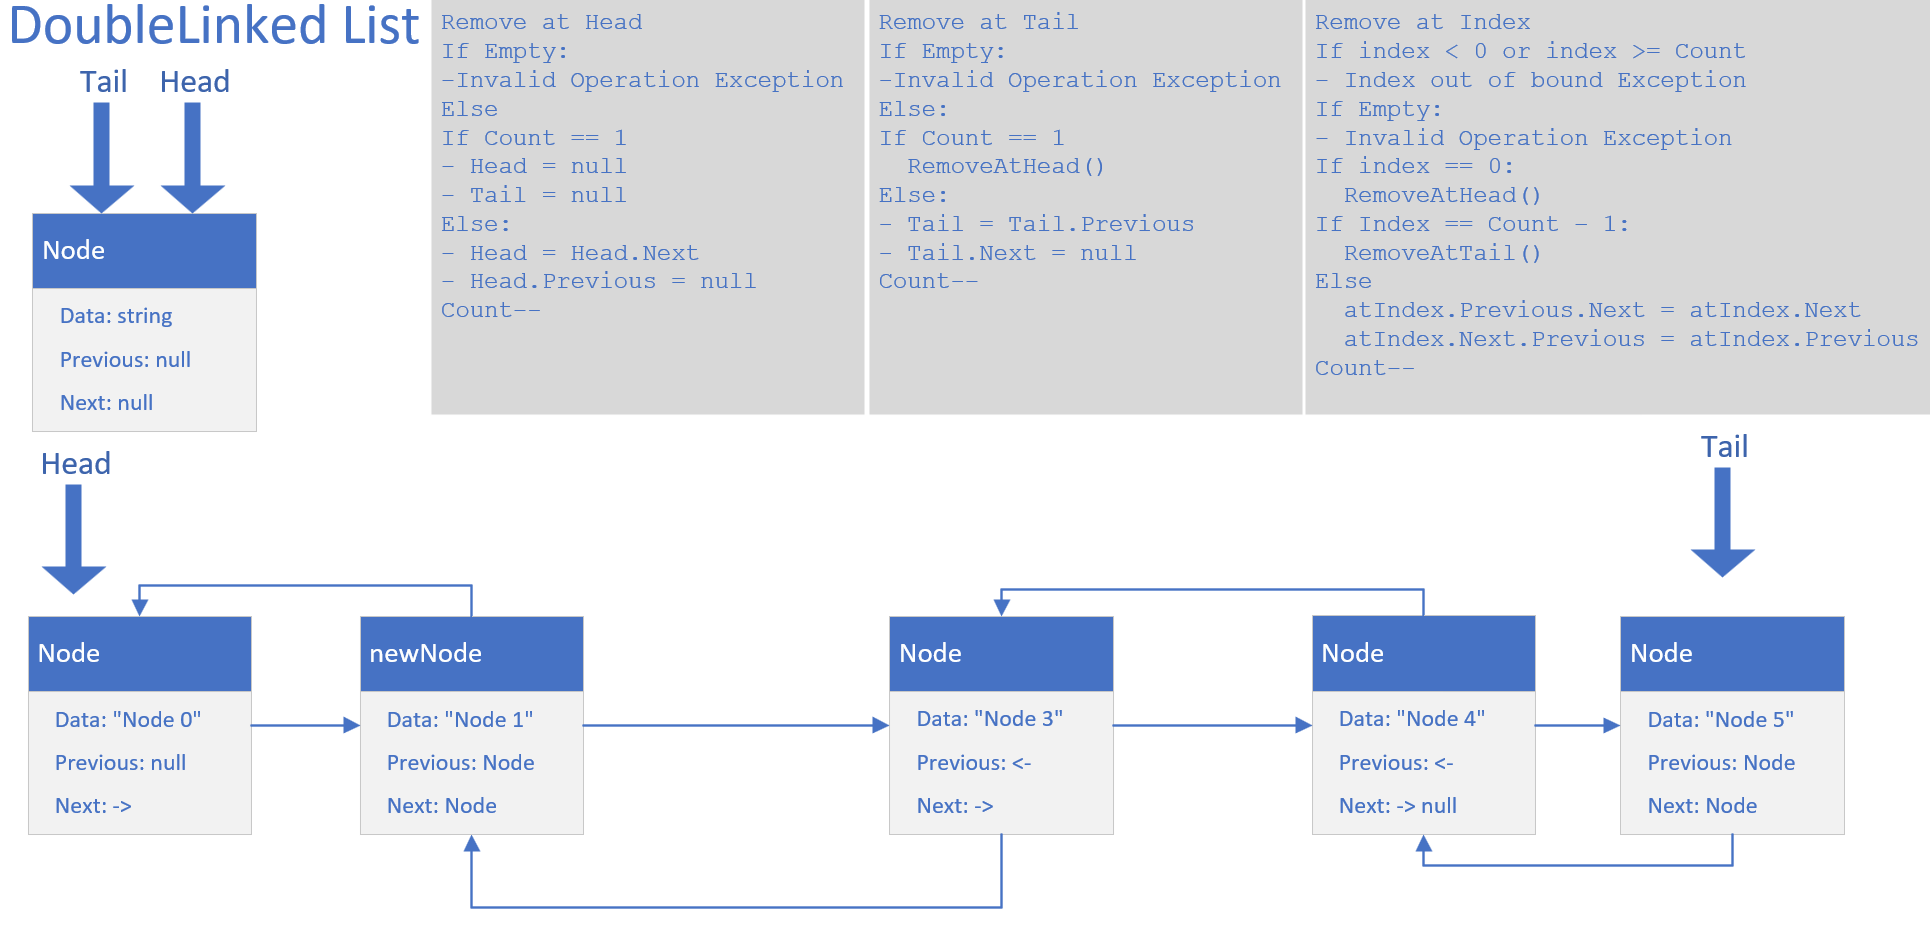 DoubleLinked List
Tail
Head
Node
Data: string
Previous: null
Next: null
Remove at Head
If Empty:
-Invalid Operation Exception
Else
If Count == 1
- Head = null
- Tail = null
Else:
- Head = Head.Next
- Head.Previous = null
Count--
Remove at Tail
If Empty:
-Invalid Operation Exception
Else:
If Count == 1
  RemoveAtHead()
Else:
- Tail = Tail.Previous
- Tail.Next = null
Count--
Remove at Index
If index < 0 or index >= Count
- Index out of bound Exception
If Empty:
- Invalid Operation Exception
If index == 0:
  RemoveAtHead()
If Index == Count - 1:
  RemoveAtTail()
Else
  atIndex.Previous.Next = atIndex.Next
  atIndex.Next.Previous = atIndex.Previous
Count--
Head
Tail
Node
Data: "Node 0"
Previous: null
Next: ->
newNode
Data: "Node 1"
Previous: Node
Next: Node
Node
Data: "Node 3"
Previous: <-
Next: ->
Node
Data: "Node 4"
Previous: <-
Next: -> null
Node
Data: "Node 5"
Previous: Node
Next: Node